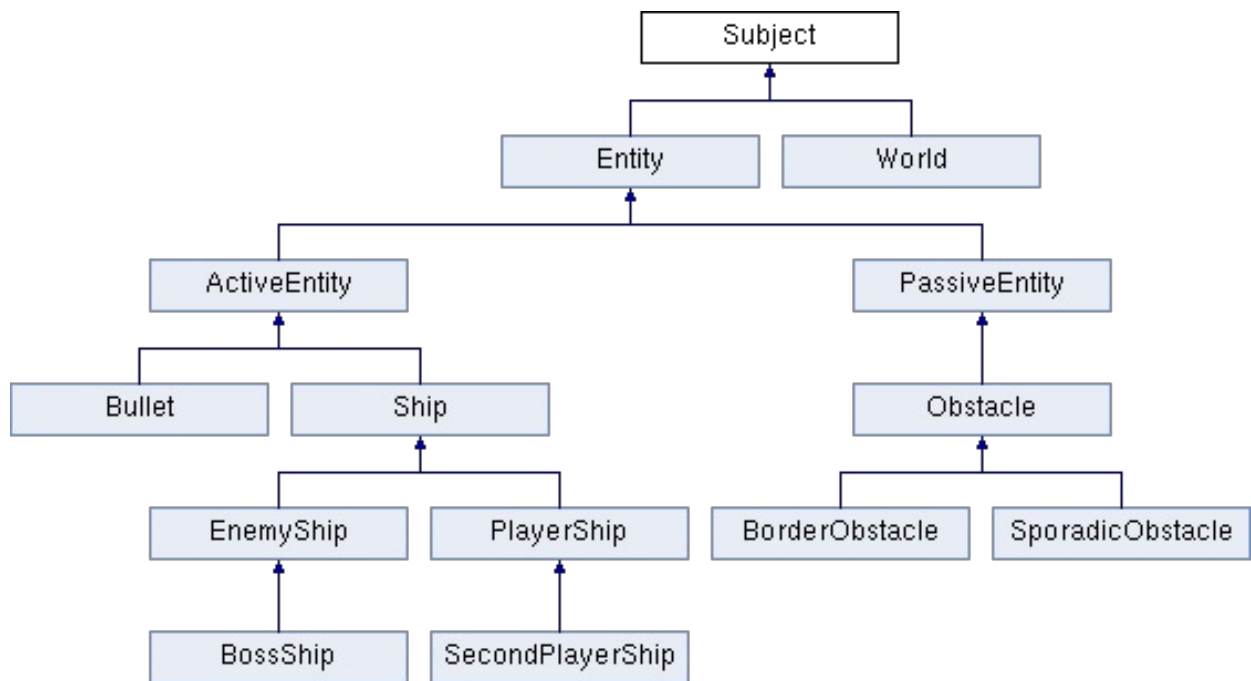 Subject
Entity
World
ActiveEntity
PassiveEntity
Bullet
Ship
Obstacle
EnemyShip
PlayerShip
BorderObstacle
SporadicObstacle
BossShip
SecondPlayerShip